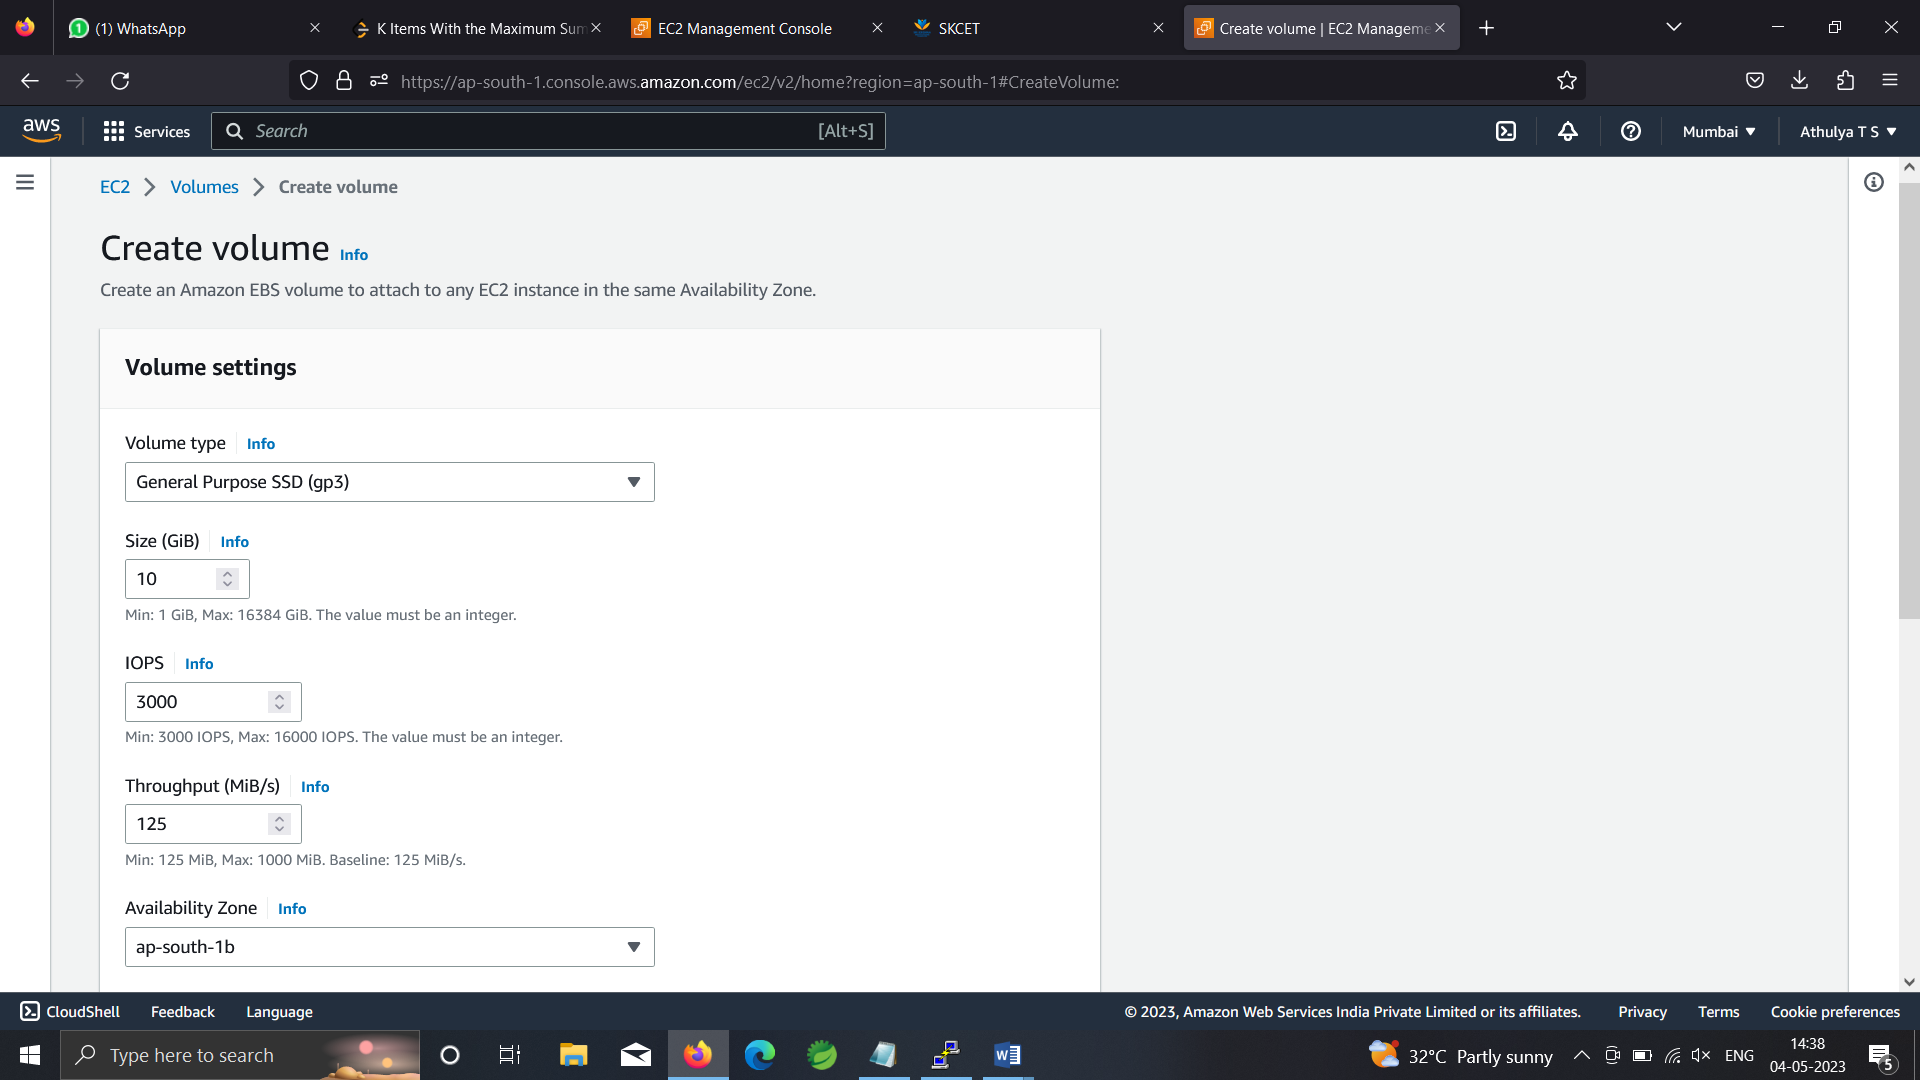 (1) WhatsApp
K Items With the Maximum Sum
EC2 Management Console
SKCET
Create volume | EC2 Manageme
https://ap-south-1.console.aws.amazon.com/ec2/v2/home?region=ap-south-1#CreateVolume:
aws
Services
Search
[Alt+S]
Mumbai
Athulya T S
EC2
Volumes
Create volume
Create volume Info
Create an Amazon EBS volume to attach to any EC2 instance in the same Availability Zone.
Volume settings
Volume type
Info
General Purpose SSD (gp3)
Size (GiB)
Info
10
Min: 1 GiB, Max: 16384 GiB. The value must be an integer.
IOPS
Info
3000
Min: 3000 IOPS, Max: 16000 IOPS. The value must be an integer.
Throughput (MiB/s)
Info
125
Min: 125 MiB, Max: 1000 MiB. Baseline: 125 MiB/s.
Availability Zone
Info
ap-south-1b
CloudShell
Feedback
Language
© 2023, Amazon Web Services India Private Limited or its affiliates.
Privacy
Terms
Cookie preferences
Type here to search
32°C Partly sunny
ENG
14:38
04-05-2023
5